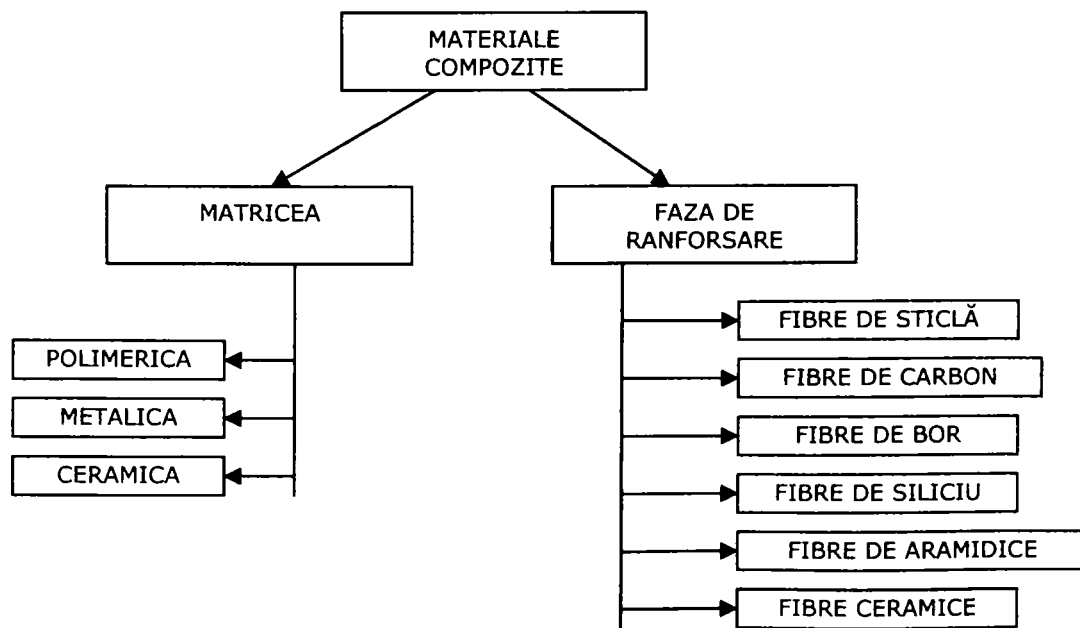 MATERIALE
COMPOZITE
MATRICEA
FAZA DE
RANFORSARE
POLIMERICA
METALICA
CERAMICA
FIBRE DE STICLĂ
FIBRE DE CARBON
FIBRE DE BOR
FIBRE DE SILICIU
FIBRE DE ARAMIDICE
FIBRE CERAMICE